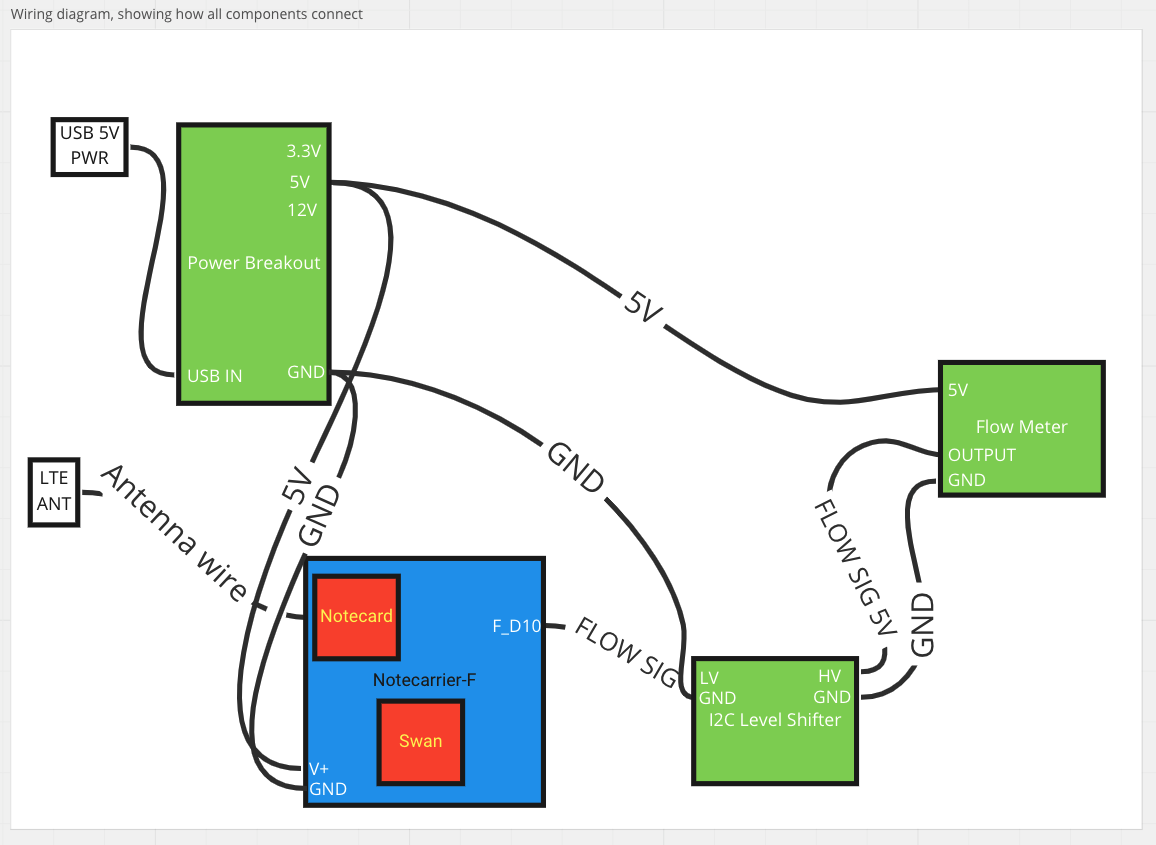 Wiring diagram, showing how all components connect
USB 5V
PWR
3.3V
5V
12V
Power Breakout
USB IN
GND
5V
5V
Flow Meter
OUTPUT
GND
GND
LTE
ANT
Antenna wire
5V
GND
FLOW SIG 5V
GND
Notecard
F_D10
FLOW SIG
Notecarrier-F
Swan
V+
GND
LV
HV
GND
GND
I2C Level Shifter